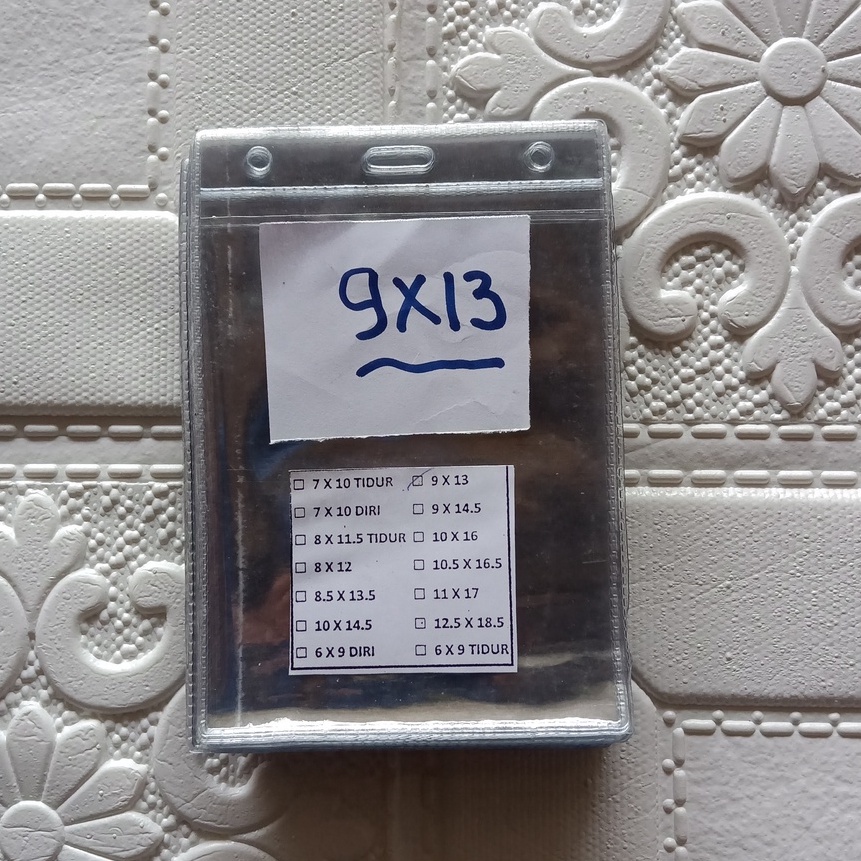 9X13
☐ 7 X 10 TIDUR ☐ 9 X 13
☐ 7 X 10 DIRI ☐ 9 X 14.5
☐ 8 X 11.5 TIDUR ☐ 10 X 16
☐ 8 X 12 ☐ 10.5 X 16.5
☐ 8.5 X 13.5 ☐ 11 X 17
☐ 10 X 14.5 ☐ 12.5 X 18.5
☐ 6 X 9 DIRI ☐ 6 X 9 TIDUR